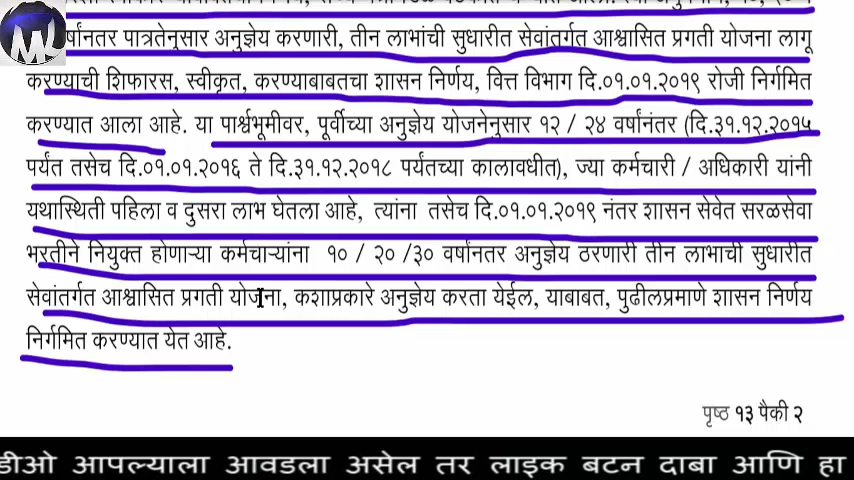 वर्षांनंतर पात्रतेनुसार अनुज्ञेय करणारी, तीन लाभांची सुधारीत सेवांतर्गत आश्वासित प्रगती योजना लागू
करण्याची शिफारस, स्वीकृत, करण्याबाबतचा शासन निर्णय, वित्त विभाग दि.०१.०१.२०१९ रोजी निर्गमित
करण्यात आला आहे. या पार्श्वभूमीवर, पूर्वीच्या अनुज्ञेय योजनेनुसार १२ / २४ वर्षांनंतर (दि.३१.१२.२०१५
पर्यंत तसेच दि.०१.०१.२०१६ ते दि.३१.१२.२०१८ पर्यंतच्या कालावधीत), ज्या कर्मचारी / अधिकारी यांनी
यथास्थिती पहिला व दुसरा लाभ घेतला आहे, त्यांना तसेच दि.०१.०१.२०१९ नंतर शासन सेवेत सरळसेवा
भरतीने नियुक्त होणाऱ्या कर्मचाऱ्यांना १० / २० /३० वर्षांनंतर अनुज्ञेय ठरणारी तीन लाभाची सुधारीत
सेवांतर्गत आश्वासित प्रगती योजना, कशाप्रकारे अनुज्ञेय करता येईल, याबाबत, पुढीलप्रमाणे शासन निर्णय
निर्गमित करण्यात येत आहे.
पृष्ठ १३ पैकी २
डीओ आपल्याला आवडला असेल तर लाइक बटन दाबा आणि हा